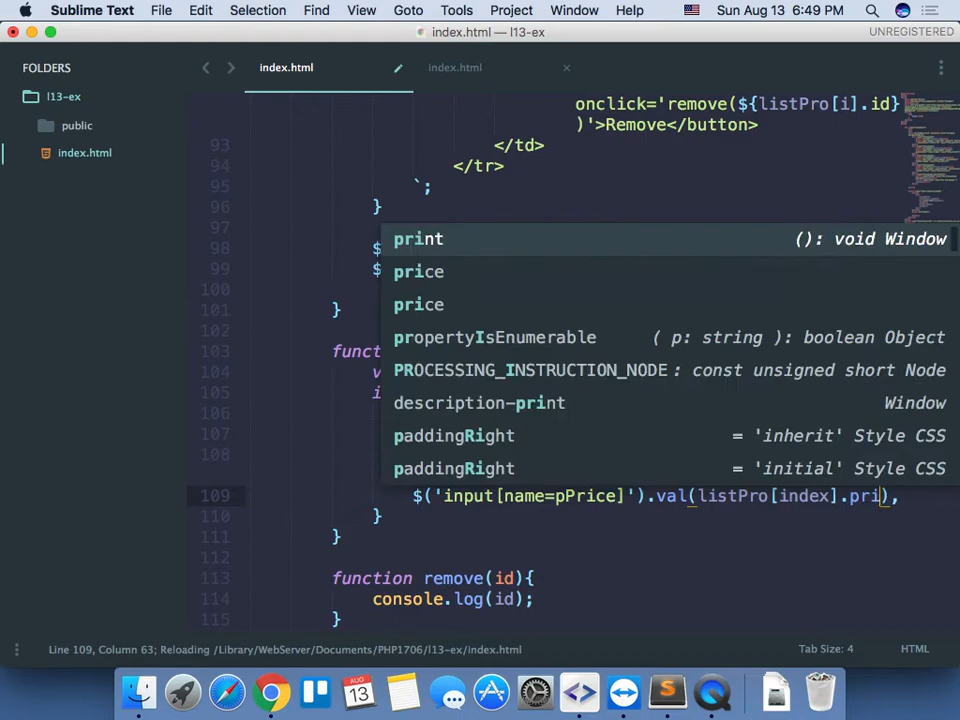 Sublime Text File Edit Selection Find View Goto Tools Project Window Help Sun Aug 13 6:49 PM
index.html — l13-ex UNREGISTERED
FOLDERS
l13-ex
public
index.html
index.html index.html
onclick='remove(${listPro[i].id}
)'>Remove</button>
93 </td>
94 </tr>
95 `;
96 }
97
98 $
99 $
100
101 }
102
103 funct
104 v
105 i
106
107
108
print (): void Window
price
price
propertyIsEnumerable ( p: string ): boolean Object
PROCESSING_INSTRUCTION_NODE : const unsigned short Node
description-print Window
paddingRight = 'inherit' Style CSS
paddingRight = 'initial' Style CSS
109 $('input[name=pPrice]').val(listPro[index].pri),
110 }
111 }
112
113 function remove(id){
114 console.log(id);
115 }
Line 109, Column 63; Reloading /Library/WebServer/Documents/PHP1706/l13-ex/index.html Tab Size: 4 HTML
AUG
13